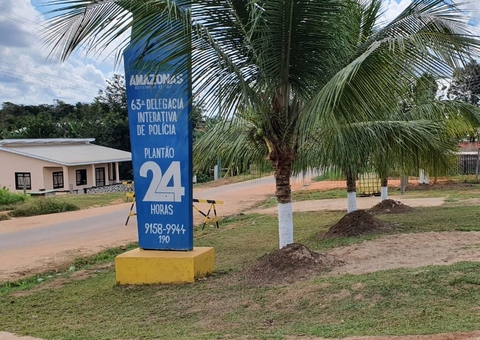 AMAZONAS
63ª DELEGACIA
INTERATIVA
DE POLÍCIA
PLANTÃO
24
HORAS
9158-9944
190